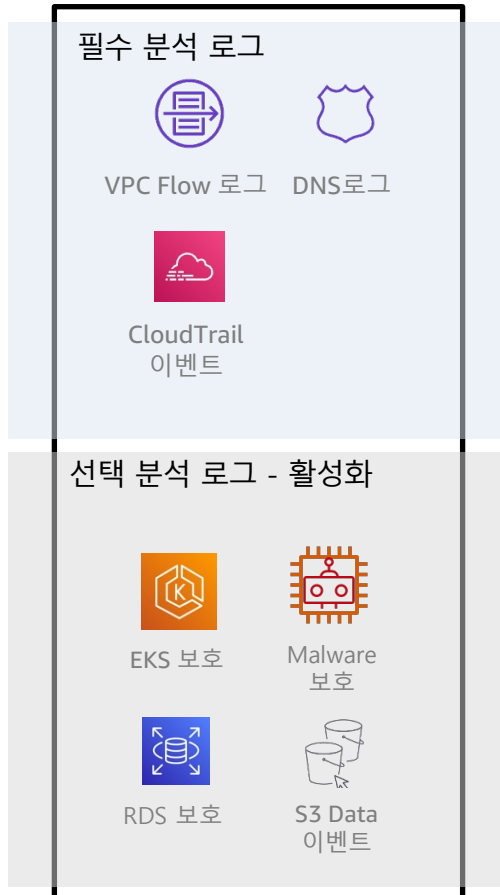 필수 분석 로그
VPC Flow 로그
DNS로그
CloudTrail
이벤트
선택 분석 로그 - 활성화
K
EKS 보호
Malware
보호
RDS 보호
S3 Data
이벤트